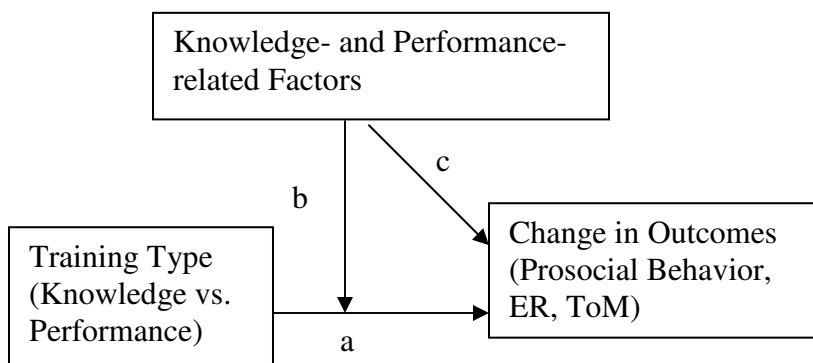 Knowledge- and Performance-
related Factors
c
b
Training Type
(Knowledge vs.
Performance)
a
Change in Outcomes
(Prosocial Behavior,
ER, ToM)